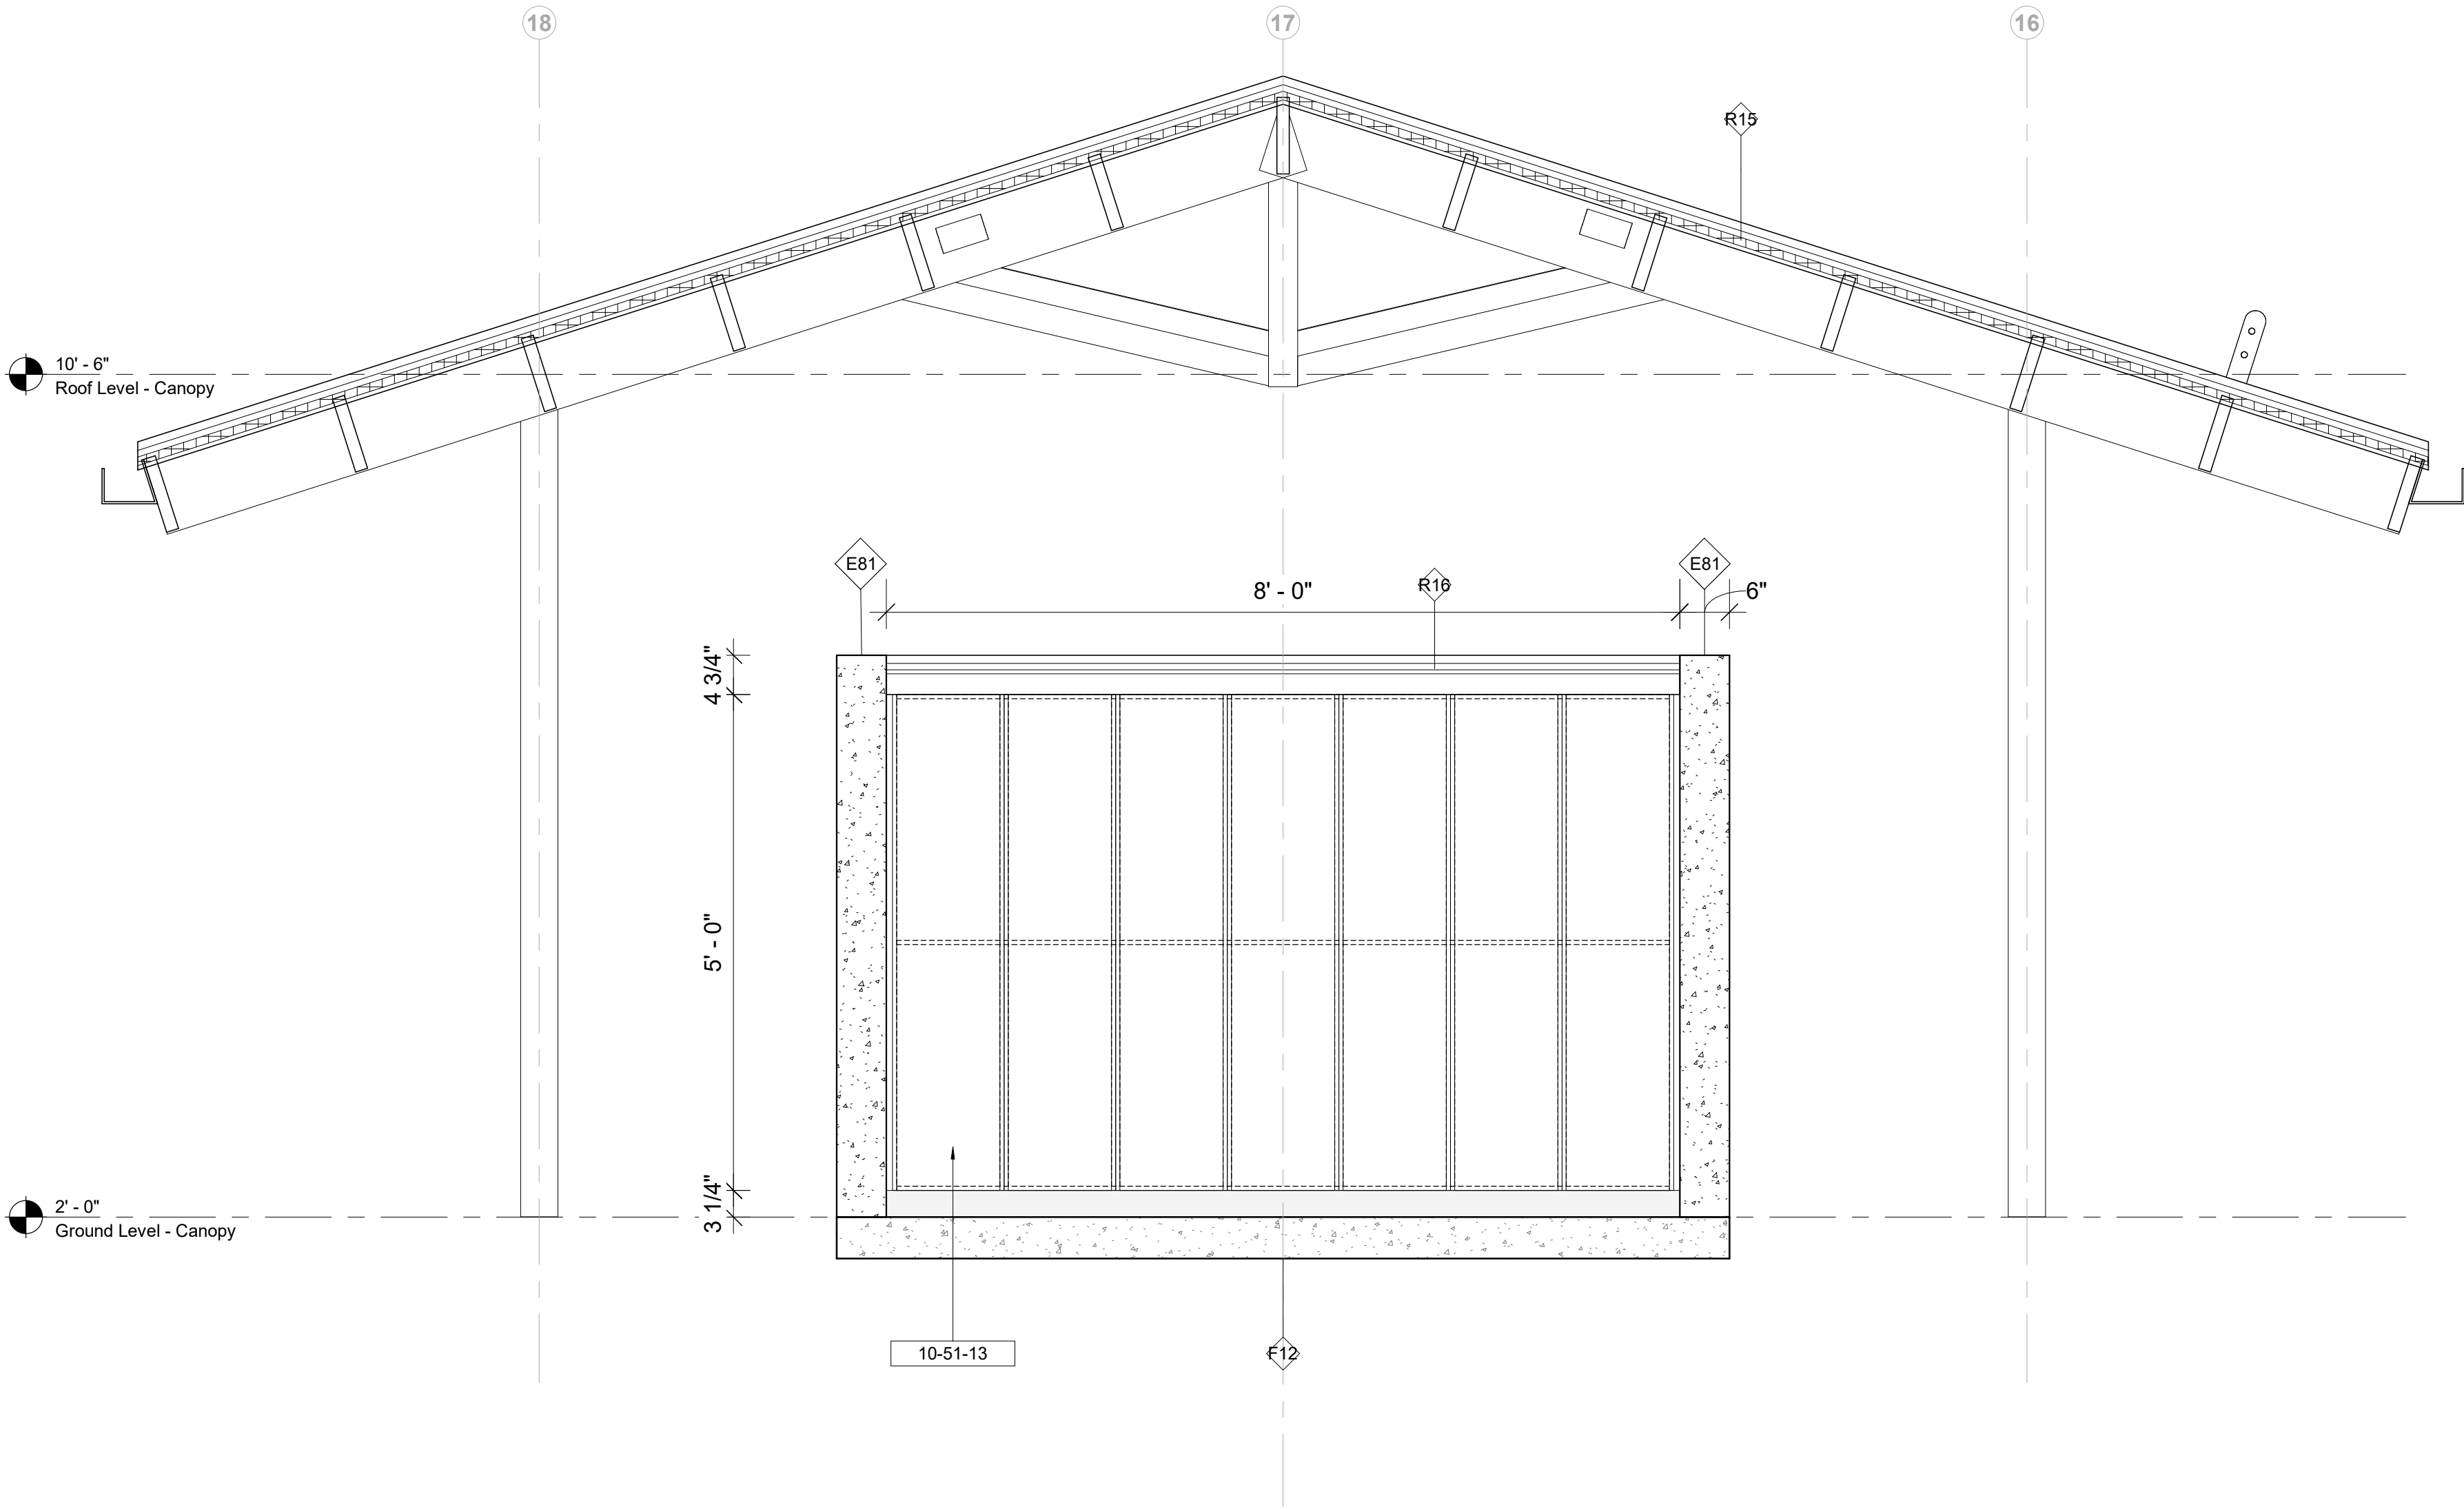 18
17
16
R15
10' - 6"
Roof Level - Canopy
E81
8' - 0"
R16
E81
6"
4 3/4"
5' - 0"
3 1/4"
2' - 0"
Ground Level - Canopy
10-51-13
F12